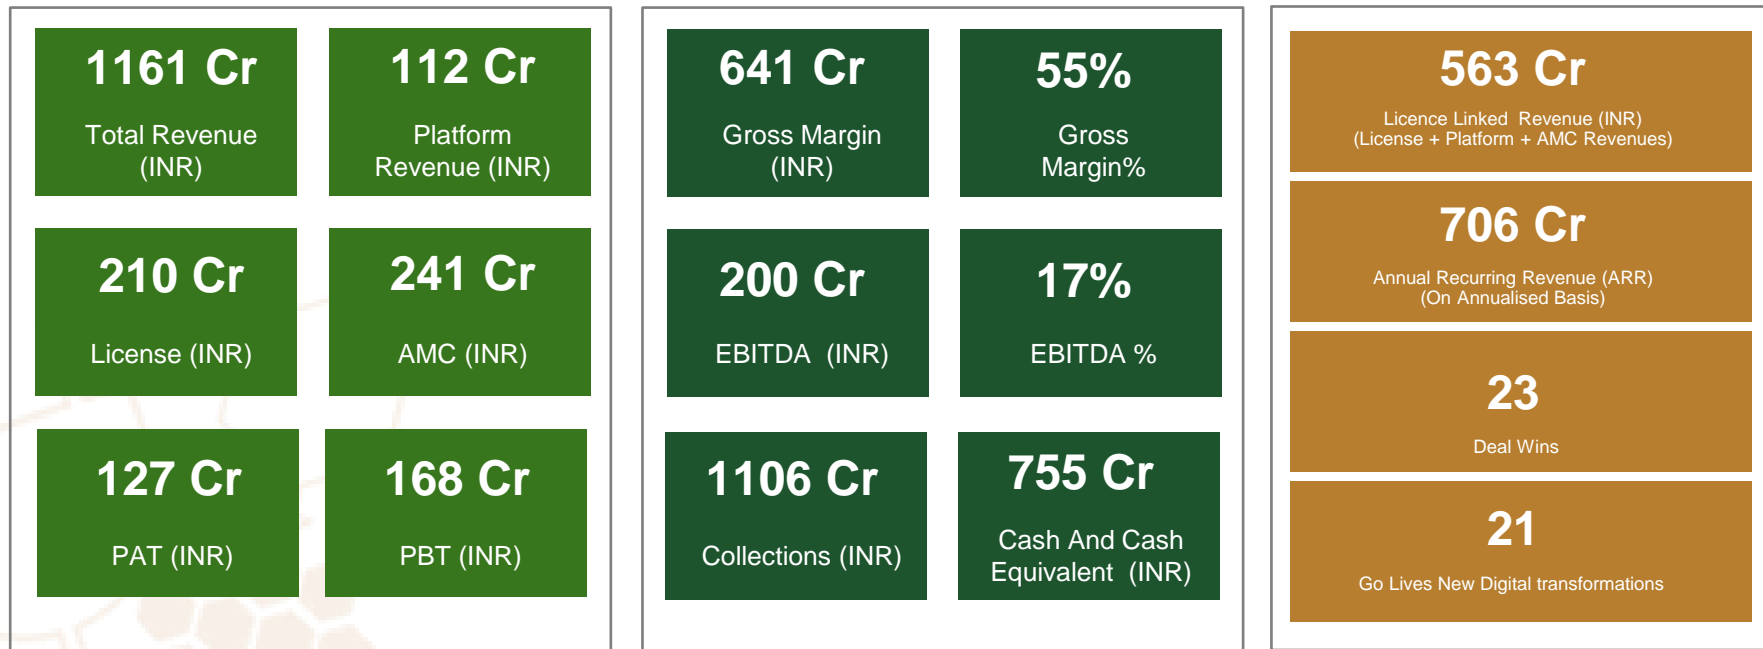 1161 Cr
Total Revenue
(INR)
112 Cr
Platform
Revenue (INR)
210 Cr
License (INR)
241 Cr
AMC (INR)
127 Cr
PAT (INR)
168 Cr
PBT (INR)
641 Cr
Gross Margin
(INR)
55%
Gross
Margin%
200 Cr
EBITDA (INR)
17%
EBITDA %
1106 Cr
Collections (INR)
755 Cr
Cash And Cash
Equivalent (INR)
563 Cr
Licence Linked Revenue (INR)
(License + Platform + AMC Revenues)
706 Cr
Annual Recurring Revenue (ARR)
(On Annualised Basis)
23
Deal Wins
21
Go Lives New Digital transformations